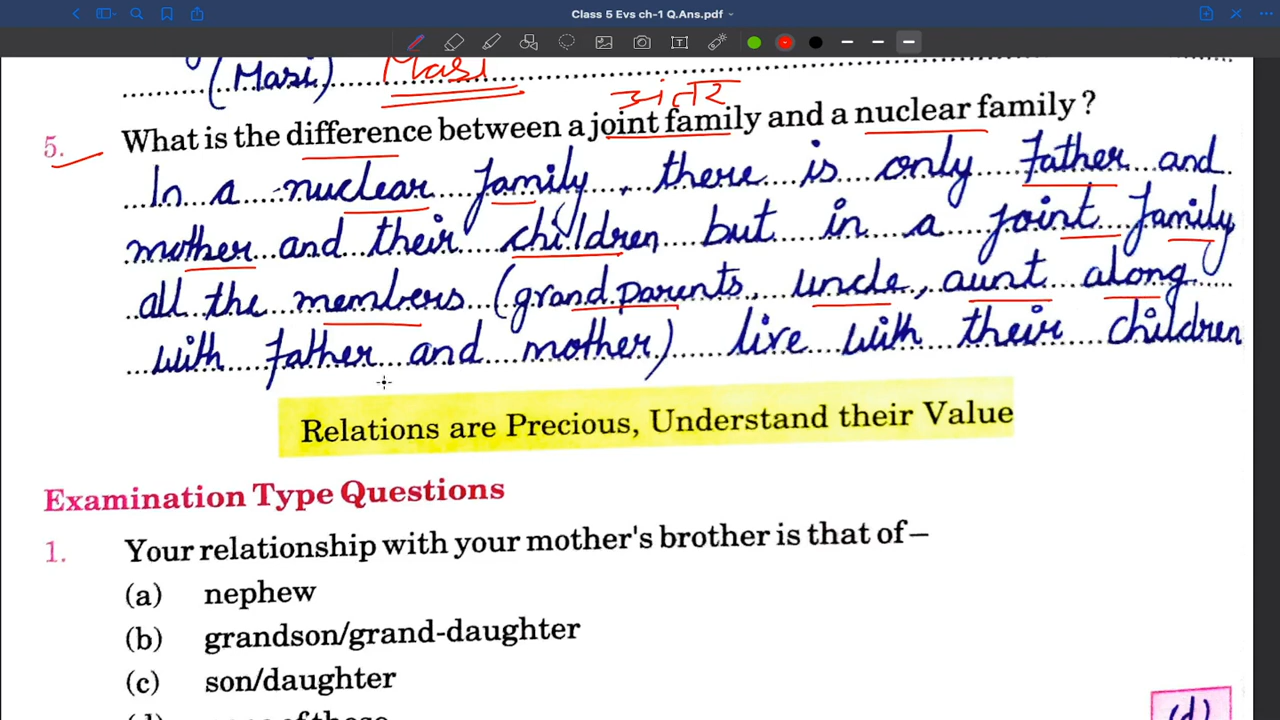 Class 5 Evs ch-1 Q.Ans.pdf
(Masi) Masi
अंतर
5. What is the difference between a joint family and a nuclear family ?
In a nuclear family, there is only Father and
mother and their children but in a joint family
all the members (grand parents, uncle, aunt along
with father and mother) live with their children
Relations are Precious, Understand their Value
Examination Type Questions
1. Your relationship with your mother's brother is that of –
(a) nephew
(b) grandson/grand-daughter
(c) son/daughter
(d)